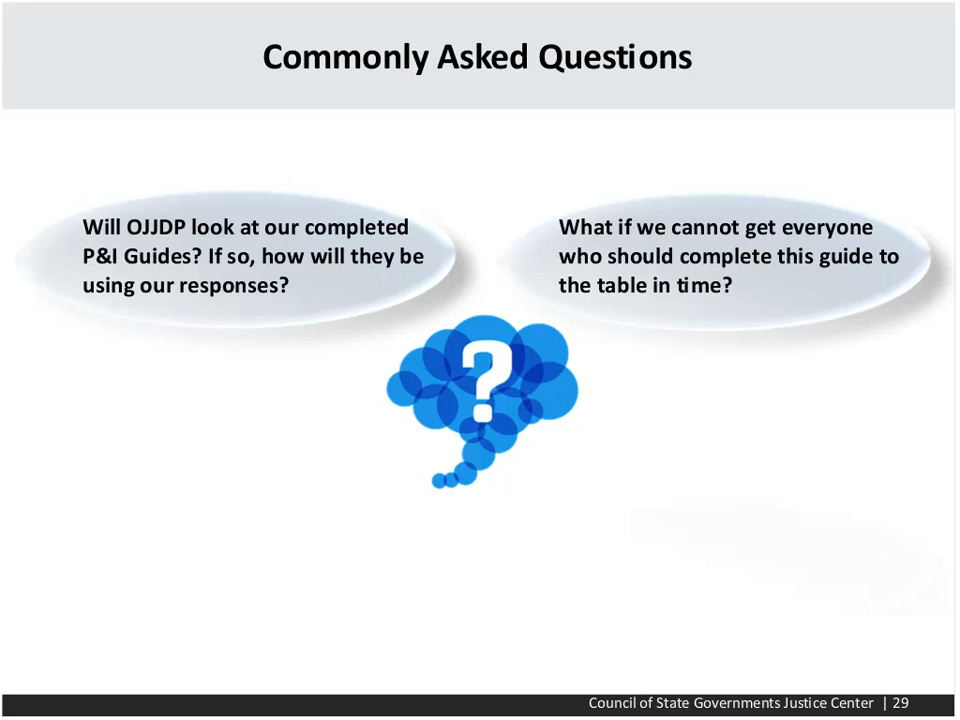 Commonly Asked Questions
Will OJJDP look at our completed
P&I Guides? If so, how will they be
using our responses?
What if we cannot get everyone
who should complete this guide to
the table in time?
?
Council of State Governments Justice Center | 29